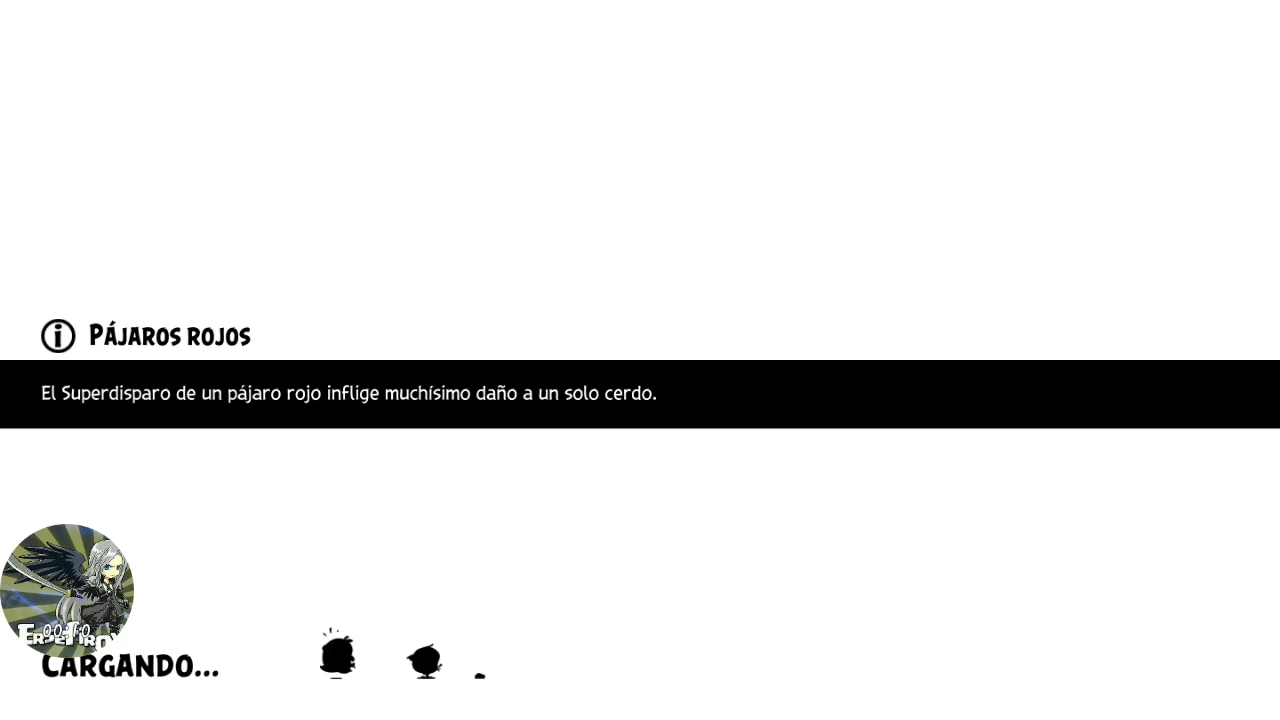 Pájaros rojos
El Superdisparo de un pájaro rojo inflige muchísimo daño a un solo cerdo.
Cargando...